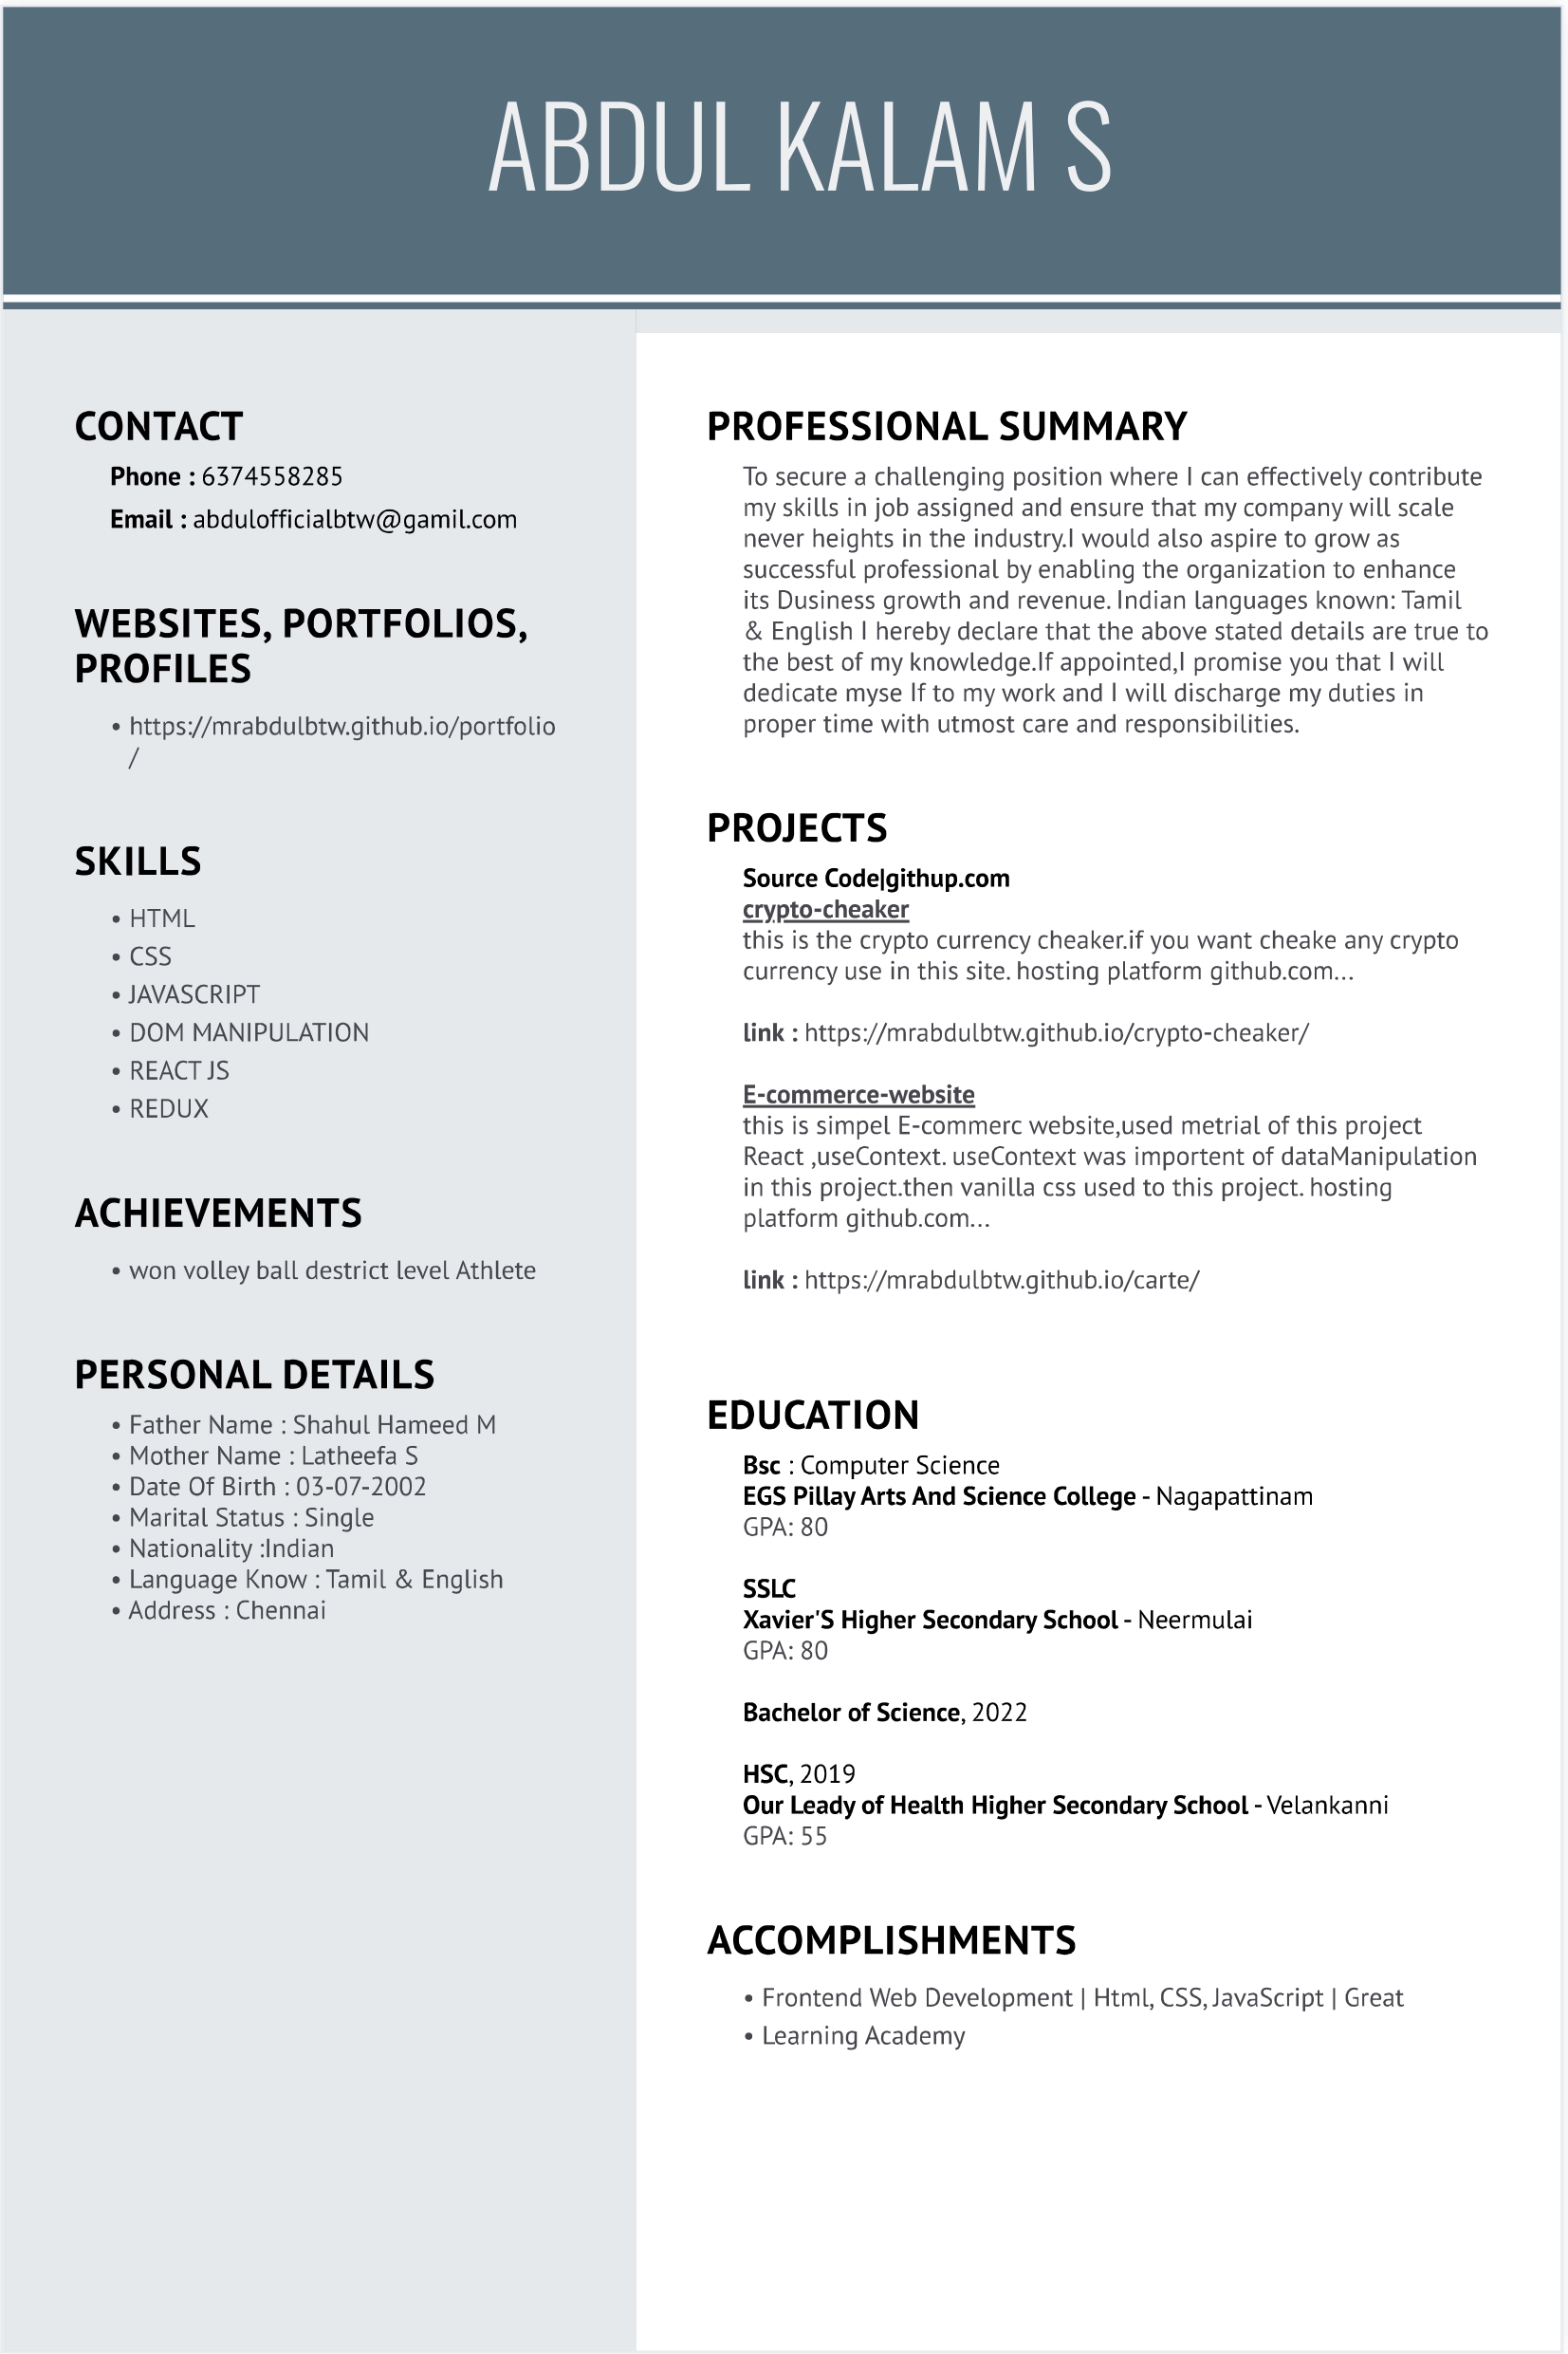 ABDUL KALAM S
CONTACT
Phone : 6374558285
Email : abdulofficialbtw@gamil.com
WEBSITES, PORTFOLIOS,
PROFILES
• https://mrabdulbtw.github.io/portfolio
/
SKILLS
• HTML
• CSS
• JAVASCRIPT
• DOM MANIPULATION
• REACT JS
• REDUX
ACHIEVEMENTS
• won volley ball destrict level Athlete
PERSONAL DETAILS
• Father Name : Shahul Hameed M
• Mother Name : Latheefa S
• Date Of Birth : 03-07-2002
• Marital Status : Single
• Nationality :Indian
• Language Know : Tamil & English
• Address : Chennai
PROFESSIONAL SUMMARY
To secure a challenging position where I can effectively contribute
my skills in job assigned and ensure that my company will scale
never heights in the industry.I would also aspire to grow as
successful professional by enabling the organization to enhance
its Dusiness growth and revenue. Indian languages known: Tamil
& English I hereby declare that the above stated details are true to
the best of my knowledge.If appointed,I promise you that I will
dedicate myse If to my work and I will discharge my duties in
proper time with utmost care and responsibilities.
PROJECTS
Source Code|githup.com
crypto-cheaker
this is the crypto currency cheaker.if you want cheake any crypto
currency use in this site. hosting platform github.com...
link : https://mrabdulbtw.github.io/crypto-cheaker/
E-commerce-website
this is simpel E-commerc website,used metrial of this project
React ,useContext. useContext was importent of dataManipulation
in this project.then vanilla css used to this project. hosting
platform github.com...
link : https://mrabdulbtw.github.io/carte/
EDUCATION
Bsc : Computer Science
EGS Pillay Arts And Science College - Nagapattinam
GPA: 80
SSLC
Xavier'S Higher Secondary School - Neermulai
GPA: 80
Bachelor of Science, 2022
HSC, 2019
Our Leady of Health Higher Secondary School - Velankanni
GPA: 55
ACCOMPLISHMENTS
• Frontend Web Development | Html, CSS, JavaScript | Great
• Learning Academy